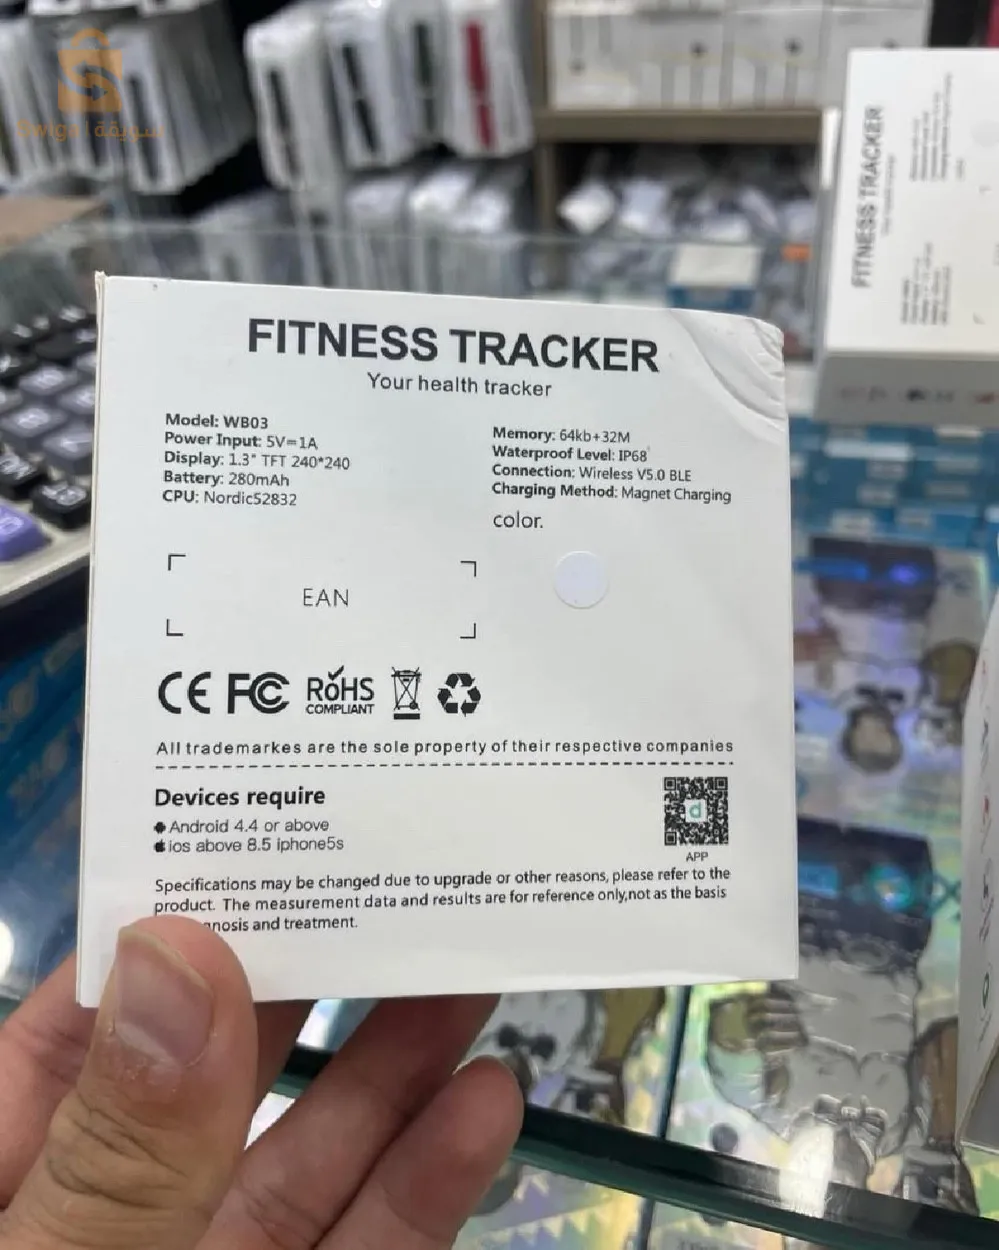 Swiga | سويقة
FITNESS TRACKER
Your health tracker
Model: WB03
Power Input: 5V=1A
Display: 1.3" TFT 240*240
Battery: 280mAh
CPU: Nordic52832
Memory: 64kb+32M
Waterproof Level: IP68
Connection: Wireless V5.0 BLE
Charging Method: Magnet Charging
color.
EAN
CE FC RoHS
COMPLIANT
All trademarkes are the sole property of their respective companies
Devices require
Android 4.4 or above
ios above 8.5 iphone5s
d
APP
Specifications may be changed due to upgrade or other reasons, please refer to the
product. The measurement data and results are for reference only,not as the basis
gnosis and treatment.
FITNESS TRACKER